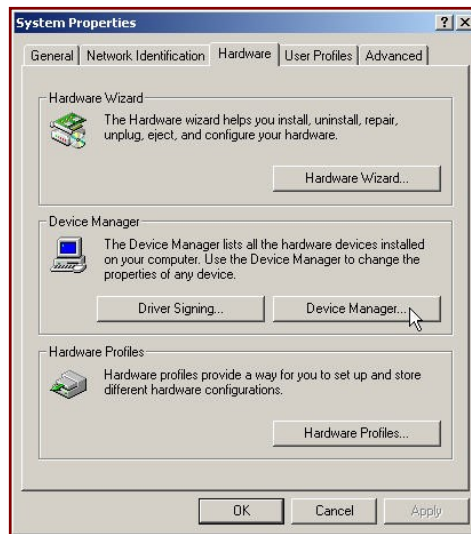 System Properties
General Network Identification Hardware User Profiles Advanced
Hardware Wizard
The Hardware wizard helps you install, uninstall, repair,
unplug, eject, and configure your hardware.
Hardware Wizard...
Device Manager
The Device Manager lists all the hardware devices installed
on your computer. Use the Device Manager to change the
properties of any device.
Driver Signing... Device Manager...
Hardware Profiles
Hardware profiles provide a way for you to set up and store
different hardware configurations.
Hardware Profiles...
OK Cancel Apply